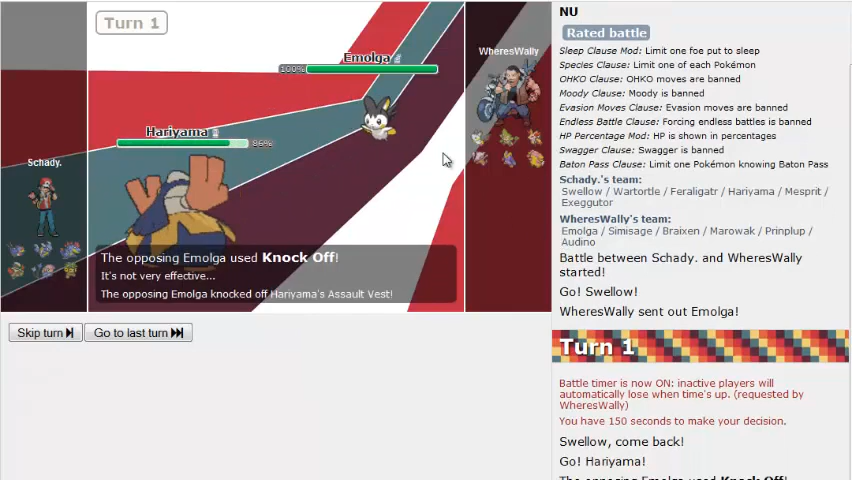 Turn 1
Emolga
100%
Hariyama
86%
Schady.
WheresWally
The opposing Emolga used Knock Off!
It's not very effective...
The opposing Emolga knocked off Hariyama's Assault Vest!
Skip turn
Go to last turn
NU
Rated battle
Sleep Clause Mod: Limit one foe put to sleep
Species Clause: Limit one of each Pokémon
OHKO Clause: OHKO moves are banned
Moody Clause: Moody is banned
Evasion Moves Clause: Evasion moves are banned
Endless Battle Clause: Forcing endless battles is banned
HP Percentage Mod: HP is shown in percentages
Swagger Clause: Swagger is banned
Baton Pass Clause: Limit one Pokémon knowing Baton Pass
Schady.'s team:
Swellow / Wartortle / Feraligatr / Hariyama / Mesprit /
Exeggutor
WheresWally's team:
Emolga / Simisage / Braixen / Marowak / Prinplup /
Audino
Battle between Schady. and WheresWally
started!
Go! Swellow!
WheresWally sent out Emolga!
Turn 1
Battle timer is now ON: inactive players will
automatically lose when time's up. (requested by
WheresWally)
You have 150 seconds to make your decision.
Swellow, come back!
Go! Hariyama!
The opposing Emolga used Knock Off!